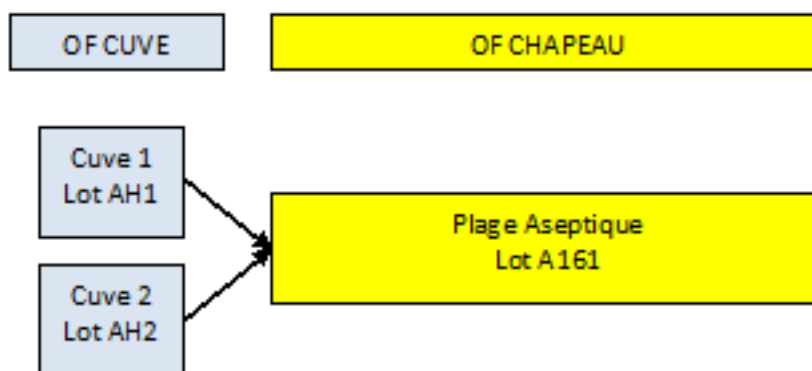 OF CUVE
OF CHAPEAU
Cuve 1
Lot AH1
Plage Aseptique
Lot A161
Cuve 2
Lot AH2